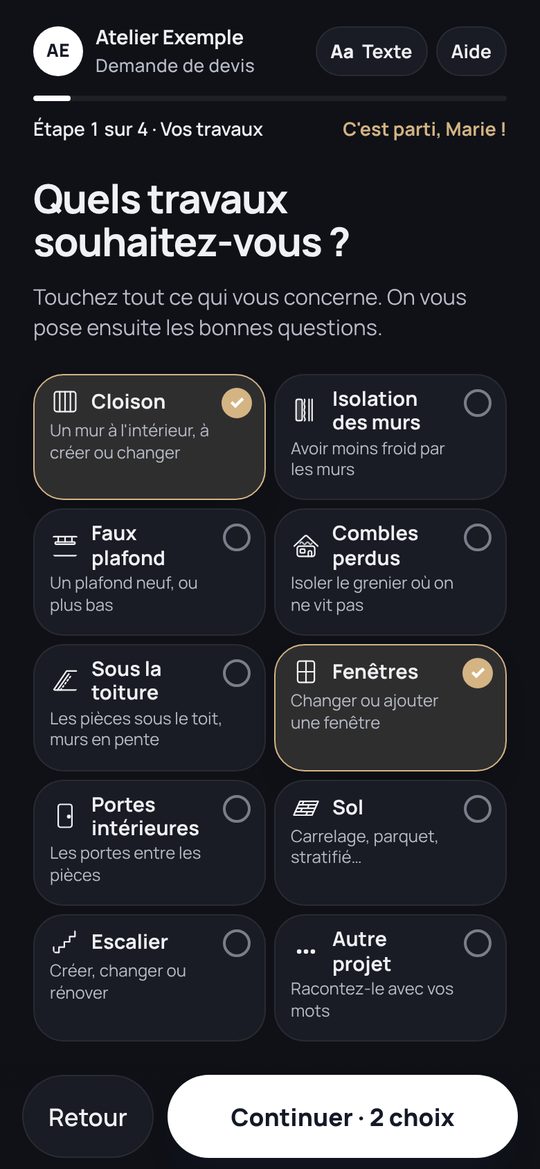 AE
Atelier Exemple
Demande de devis
Aa Texte
Aide
Étape 1 sur 4 · Vos travaux
C'est parti, Marie !
Quels travaux
souhaitez-vous ?
Touchez tout ce qui vous concerne. On vous
pose ensuite les bonnes questions.
Cloison
Un mur à l'intérieur, à
créer ou changer
Isolation
des murs
Avoir moins froid par
les murs
Faux
plafond
Un plafond neuf, ou
plus bas
Combles
perdus
Isoler le grenier où on
ne vit pas
Sous la
toiture
Les pièces sous le toit,
murs en pente
Fenêtres
Changer ou ajouter
une fenêtre
Portes
intérieures
Les portes entre les
pièces
Sol
Carrelage, parquet,
stratifié…
Escalier
Créer, changer ou
rénover
Autre
projet
Racontez-le avec vos
mots
Retour
Continuer · 2 choix